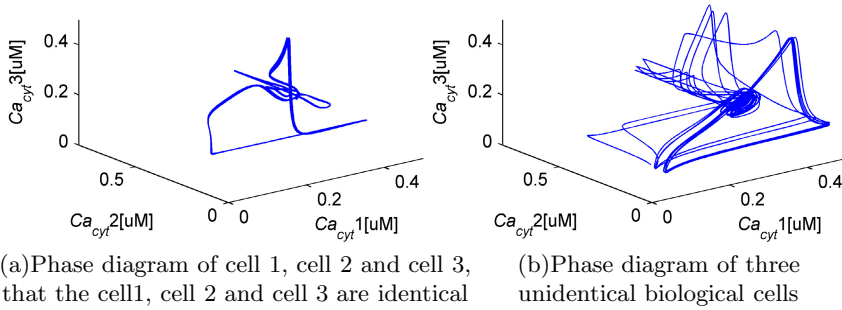 0.4
0.2
0
Ca_cyt3[uM]
0.5
0
Ca_cyt2[uM]
0
0.2
0.4
Ca_cyt1[uM]
0.4
0.2
0
Ca_cyt3[uM]
0.5
0
Ca_cyt2[uM]
0
0.2
0.4
Ca_cyt1[uM]
(a)Phase diagram of cell 1, cell 2 and cell 3,
that the cell1, cell 2 and cell 3 are identical
(b)Phase diagram of three
unidentical biological cells